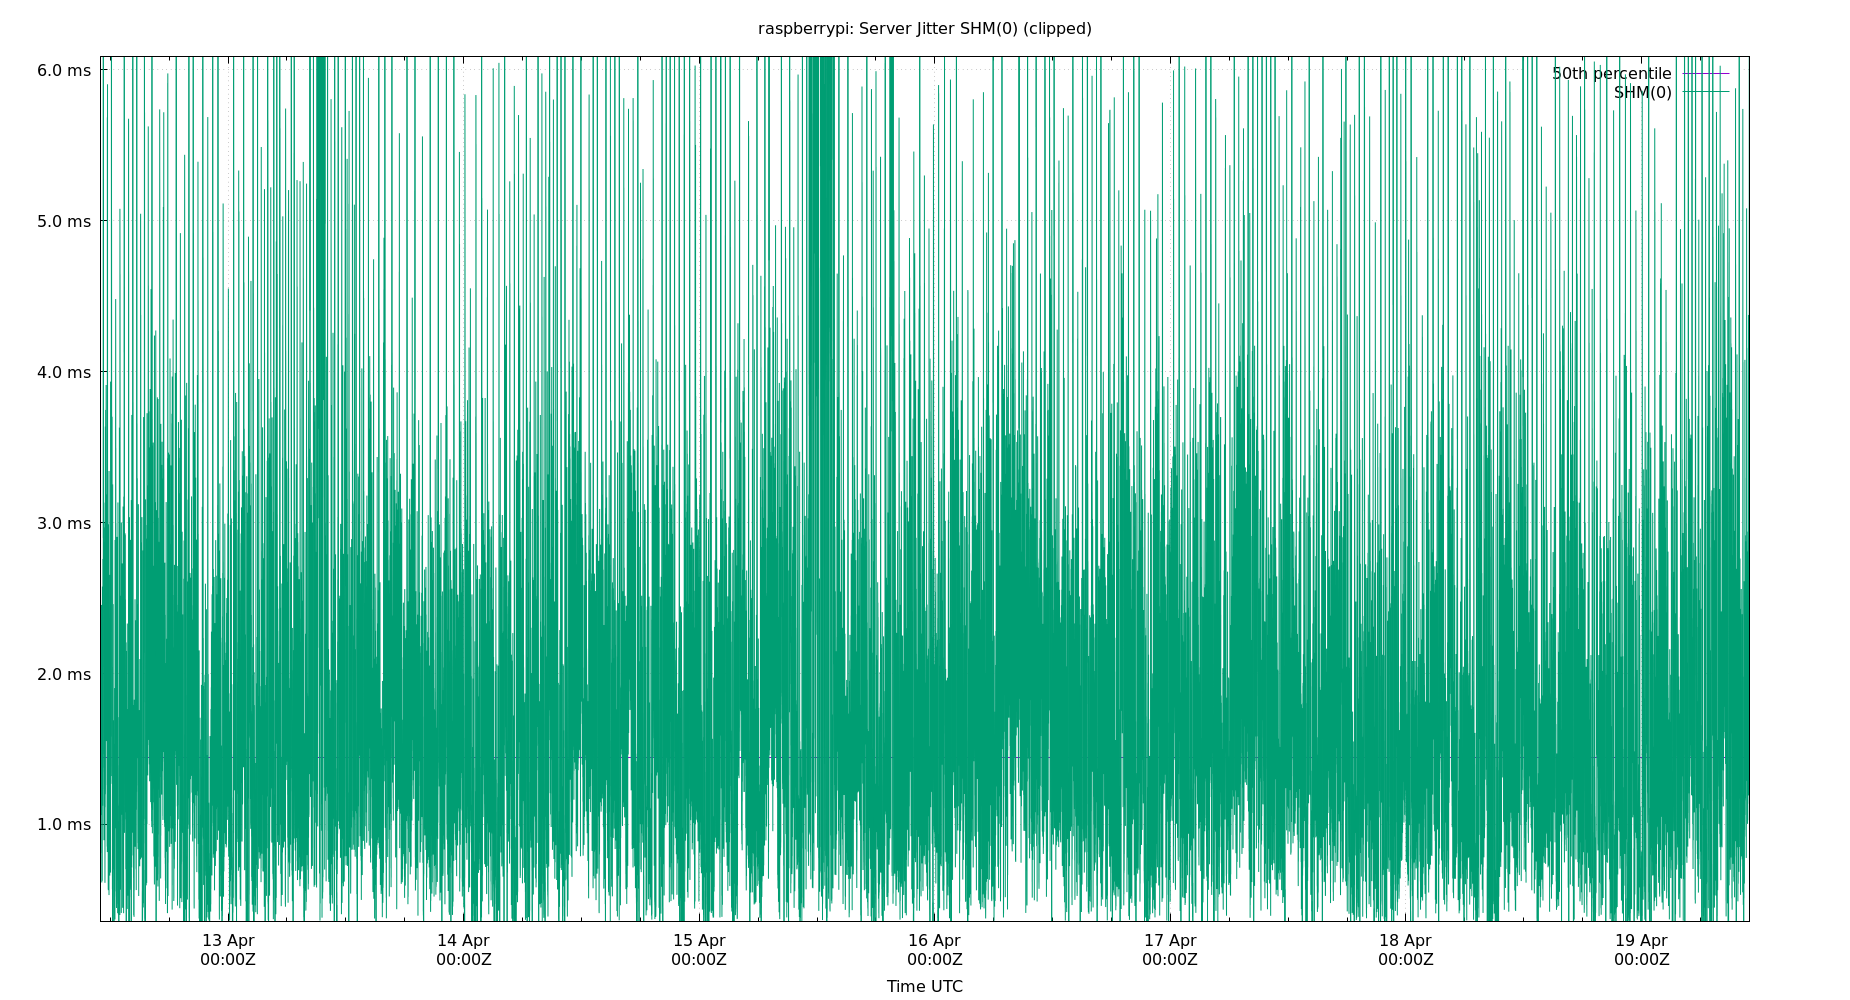 raspberrypi: Server Jitter SHM(0) (clipped)
6.0 ms
5.0 ms
4.0 ms
3.0 ms
2.0 ms
1.0 ms
50th percentile
SHM(0)
13 Apr
00:00Z
14 Apr
00:00Z
15 Apr
00:00Z
16 Apr
00:00Z
17 Apr
00:00Z
18 Apr
00:00Z
19 Apr
00:00Z
Time UTC